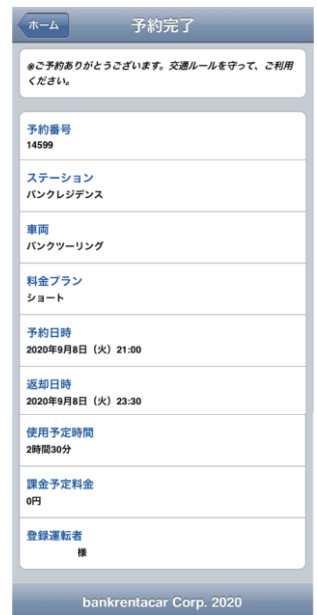 ホーム
予約完了
※ご予約ありがとうございます。交通ルールを守って、ご利用
ください。
予約番号
14599
ステーション
バンクレジデンス
車両
バンクツーリング
料金プラン
ショート
予約日時
2020年9月8日（火）21:00
返却日時
2020年9月8日（火）23:30
使用予定時間
2時間30分
課金予定料金
0円
登録運転者
様
bankrentacar Corp. 2020